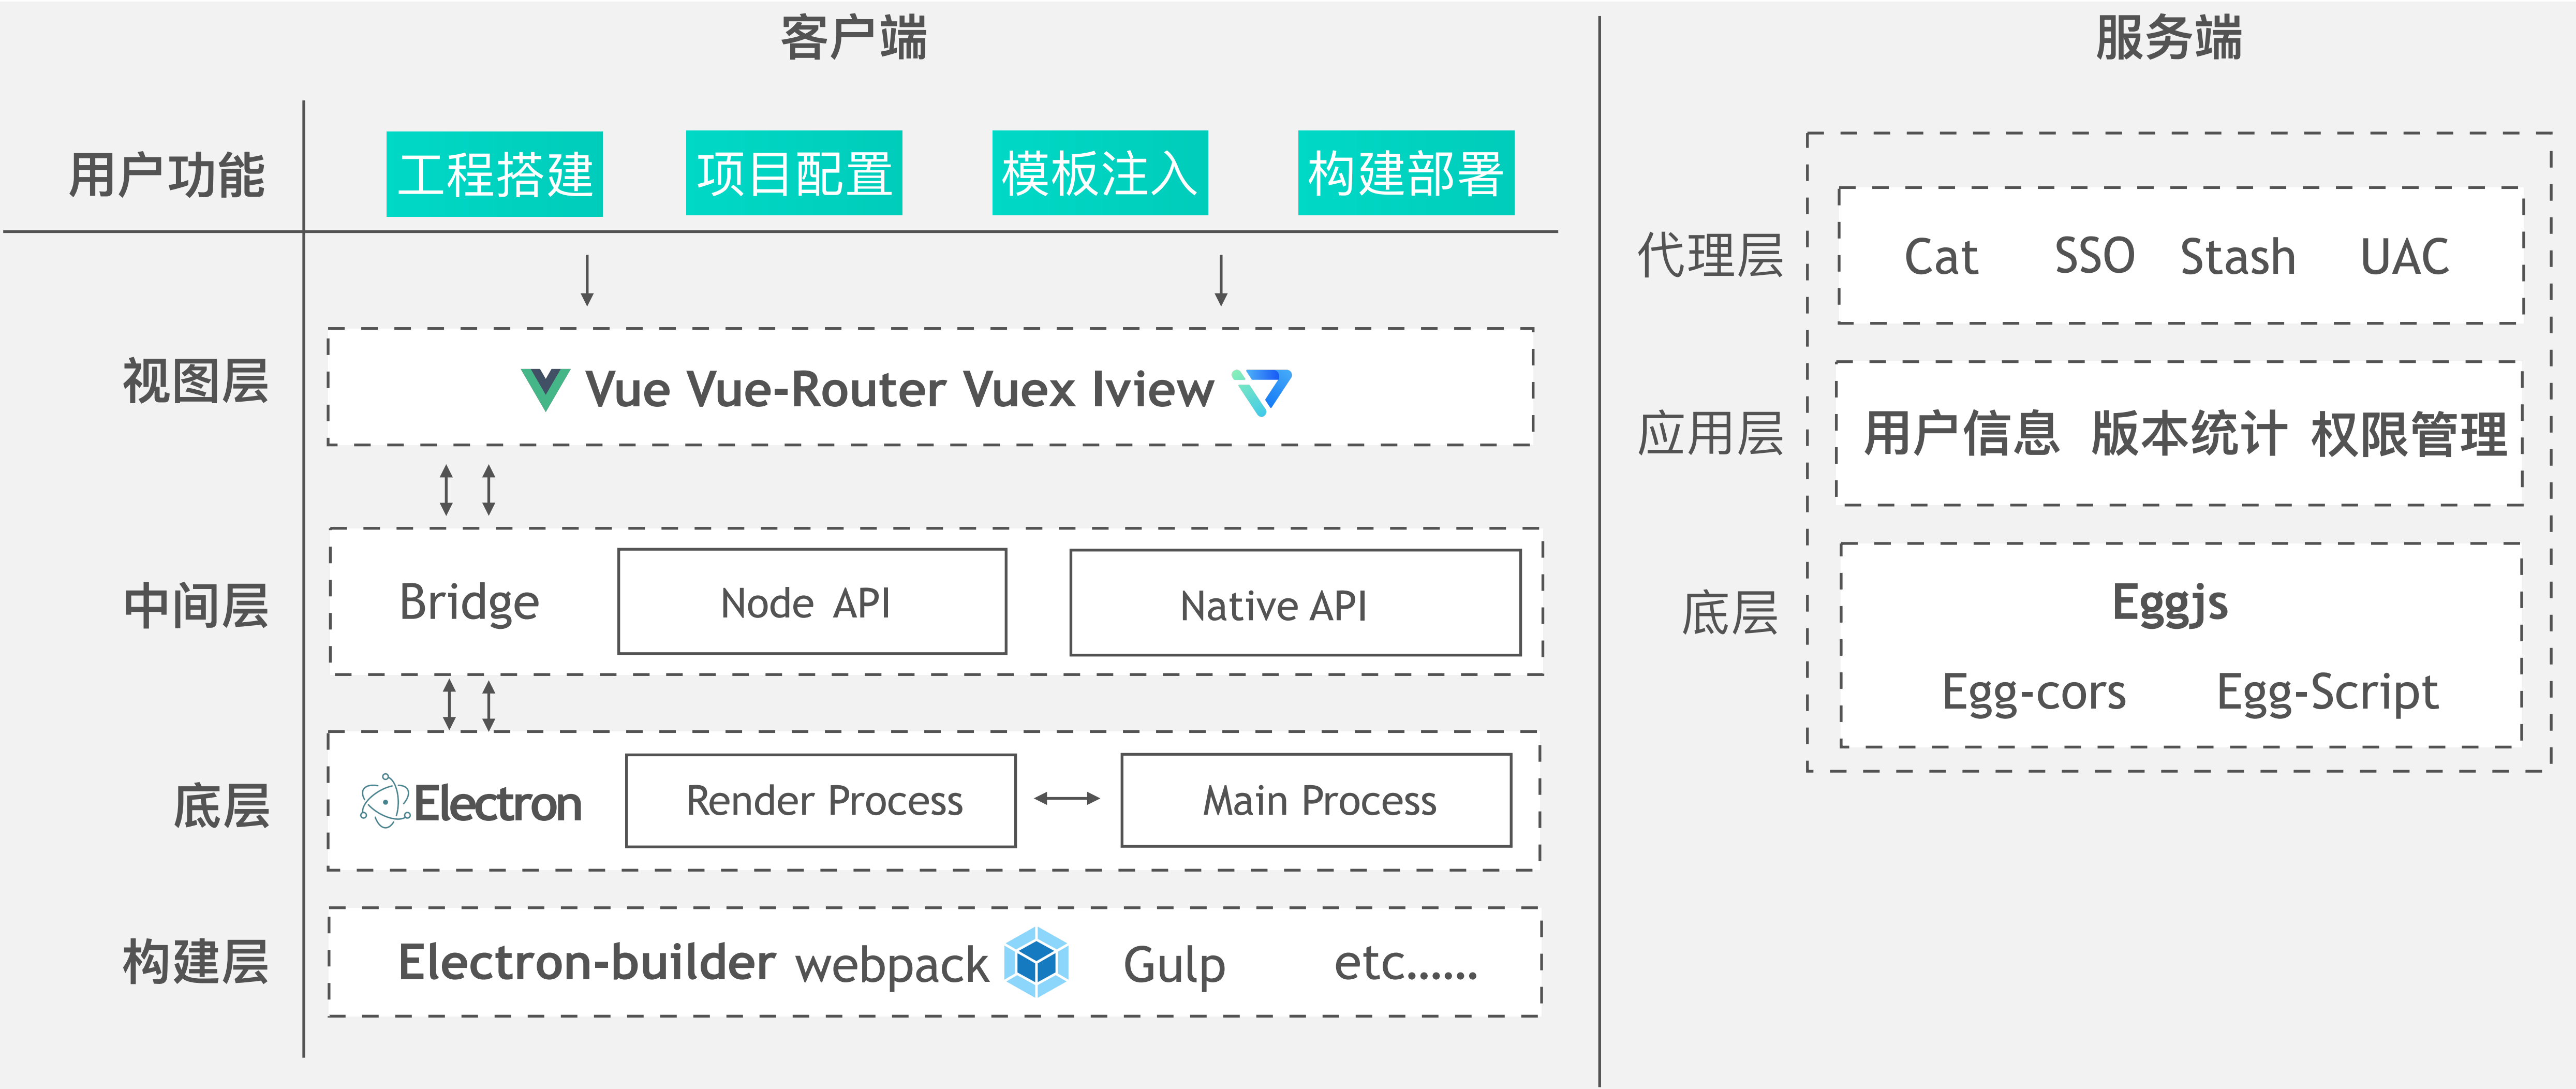 客户端
用户功能 工程搭建 项目配置 模板注入 构建部署
视图层 Vue Vue-Router Vuex Iview
中间层 Bridge Node API Native API
底层 Electron Render Process Main Process
构建层 Electron-builder webpack Gulp etc......
服务端
代理层 Cat SSO Stash UAC
应用层 用户信息 版本统计 权限管理
底层 Eggjs
Egg-cors Egg-Script